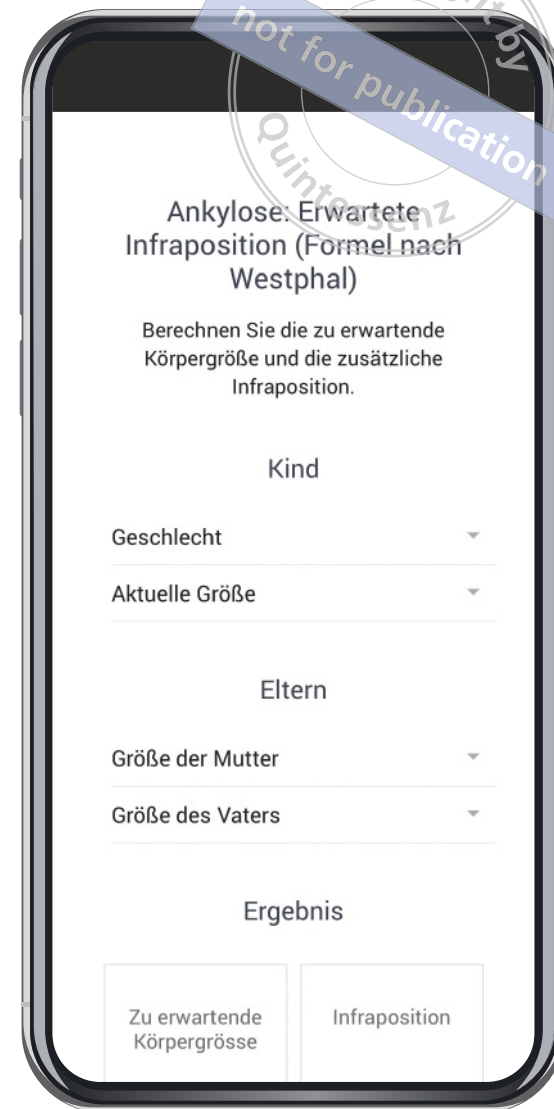 not for publication
t by
Quintessenz
Ankylose: Erwartete
Infraposition (Formel nach
Westphal)
Berechnen Sie die zu erwartende
Körpergröße und die zusätzliche
Infraposition.
Kind
Geschlecht
Aktuelle Größe
Eltern
Größe der Mutter
Größe des Vaters
Ergebnis
Zu erwartende
Körpergrösse
Infraposition